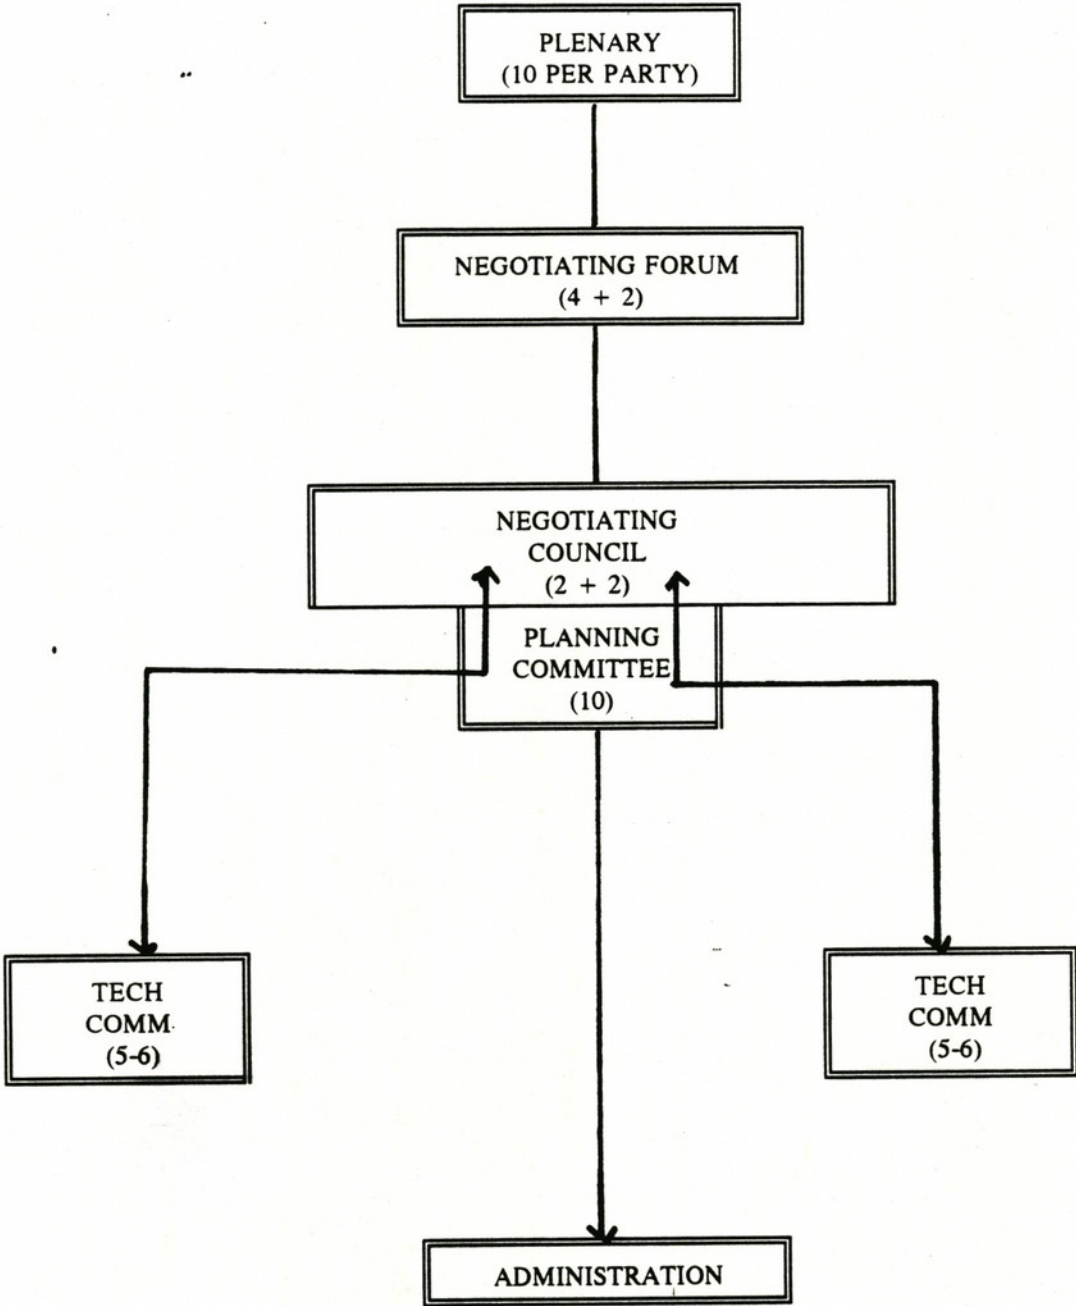 PLENARY
(10 PER PARTY)
NEGOTIATING FORUM
(4 + 2)
NEGOTIATING
COUNCIL
(2 + 2)
PLANNING
COMMITTEE
(10)
TECH
COMM
(5-6)
TECH
COMM
(5-6)
ADMINISTRATION